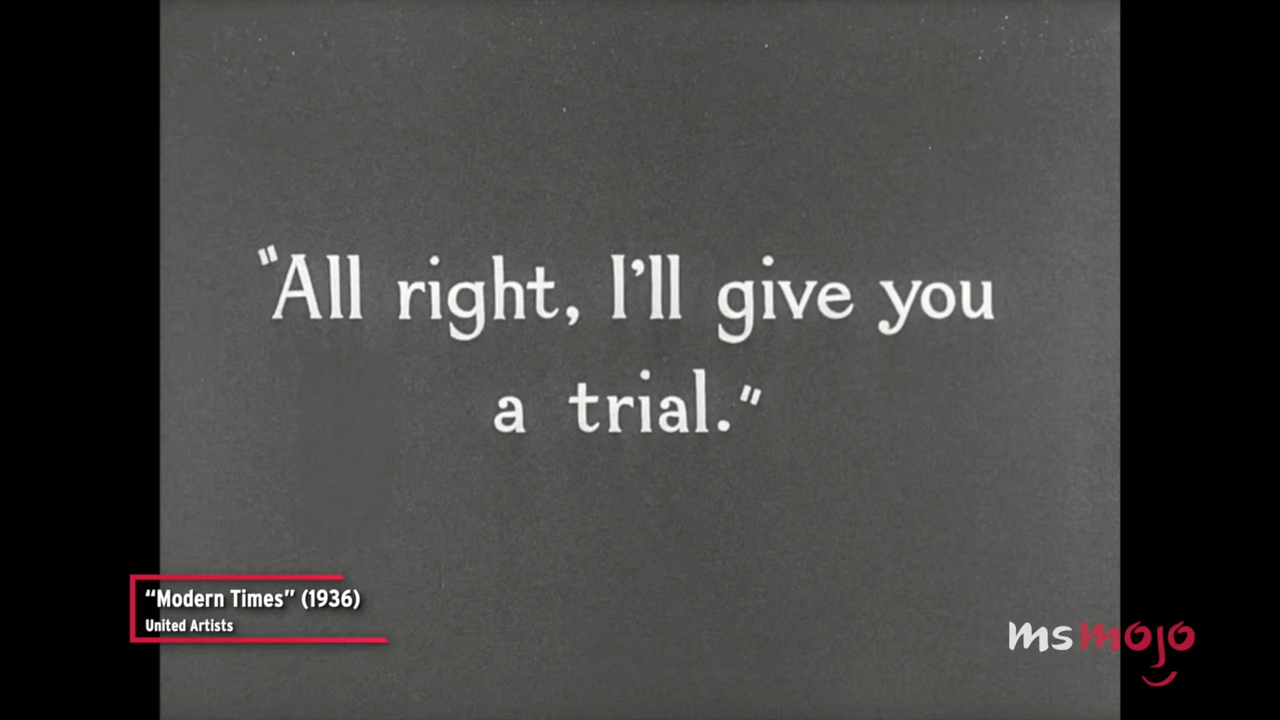 "All right, I'll give you
a trial."
“Modern Times” (1936)
United Artists
msmojo